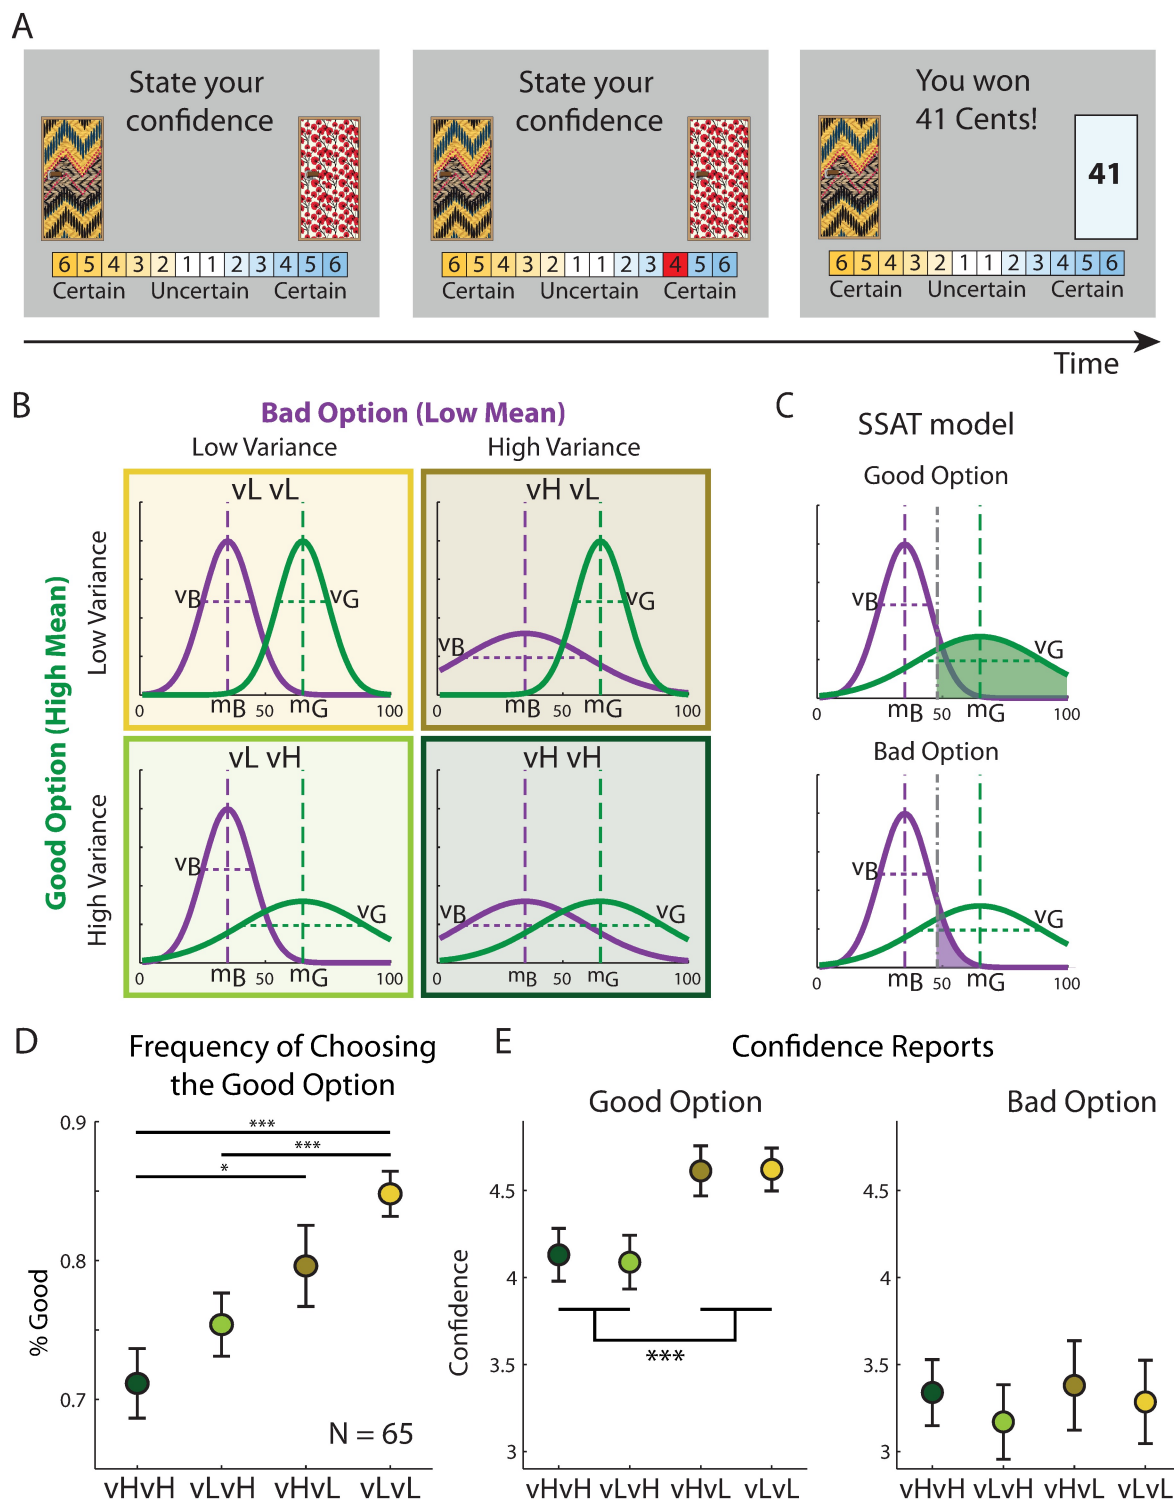 A
State your
confidence
6 5 4 3 2 1 1 2 3 4 5 6
Certain Uncertain Certain
State your
confidence
6 5 4 3 2 1 1 2 3 4 5 6
Certain Uncertain Certain
You won
41 Cents!
41
6 5 4 3 2 1 1 2 3 4 5 6
Certain Uncertain Certain
Time
B
Bad Option (Low Mean)
Low Variance High Variance
Good Option (High Mean)
Low Variance
High Variance
vL vL
vB vG
0 mB 50 mG 100
vH vL
vB vG
0 mB 50 mG 100
vL vH
vB vG
0 mB 50 mG 100
vH vH
vB vG
0 mB 50 mG 100
C
SSAT model
Good Option
vB vG
0 mB 50 mG 100
Bad Option
vB vG
0 mB 50 mG 100
D
Frequency of Choosing
the Good Option
% Good
0.9
0.8
0.7
***
***
*
N = 65
vHvH vLvH vHvL vLvL
E
Confidence Reports
Good Option
Confidence
4.5
4
3.5
3
***
vHvH vLvH vHvL vLvL
Bad Option
4.5
4
3.5
3
vHvH vLvH vHvL vLvL